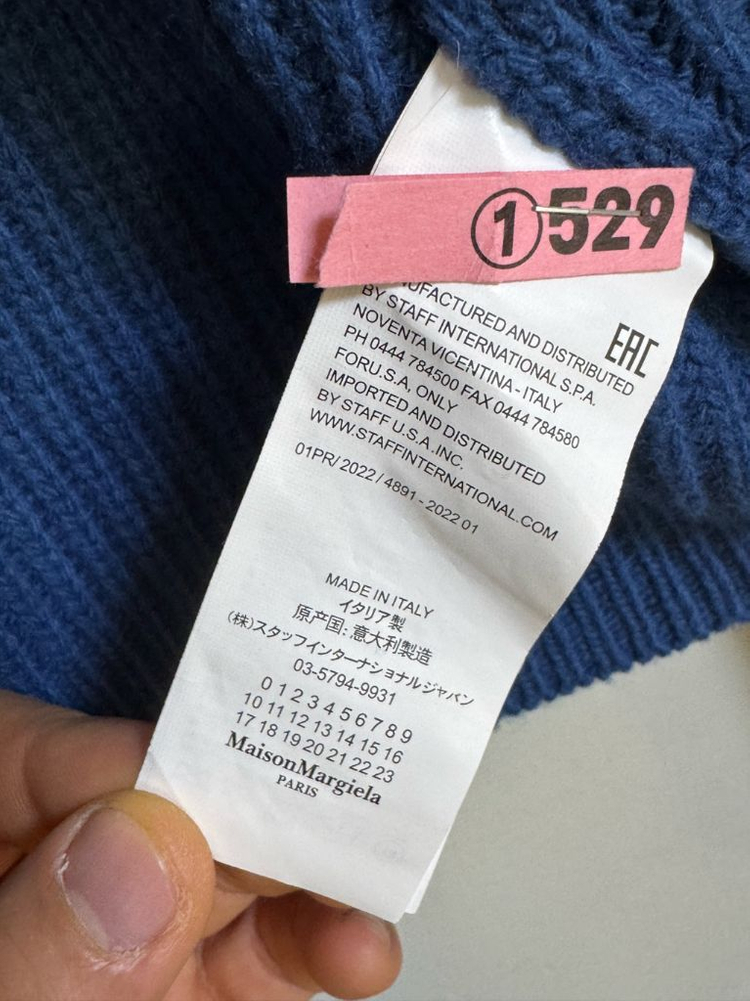 ①529
UFACTURED AND DISTRIBUTED
BY STAFF INTERNATIONAL S.P.A.
NOVENTA VICENTINA - ITALY
PH 0444 784500 FAX 0444 784580
FOR U.S.A, ONLY
IMPORTED AND DISTRIBUTED
BY STAFF U.S.A .INC.
WWW.STAFFINTERNATIONAL.COM
EAC
01PR/ 2022 / 4891 - 2022 01
MADE IN ITALY
イタリア製
原产国: 意大利製造
(株)スタッフインターナショナルジャパン
03-5794-9931
0 1 2 3 4 5 6 7 8 9
10 11 12 13 14 15 16
17 18 19 20 21 22 23
MaisonMargiela
PARIS